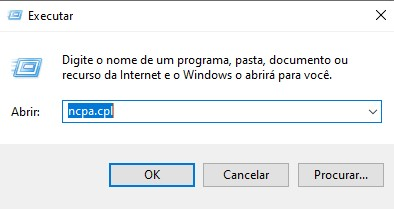 Executar
Digite o nome de um programa, pasta, documento ou
recurso da Internet e o Windows o abrirá para você.
Abrir: ncpa.cpl
OK Cancelar Procurar...